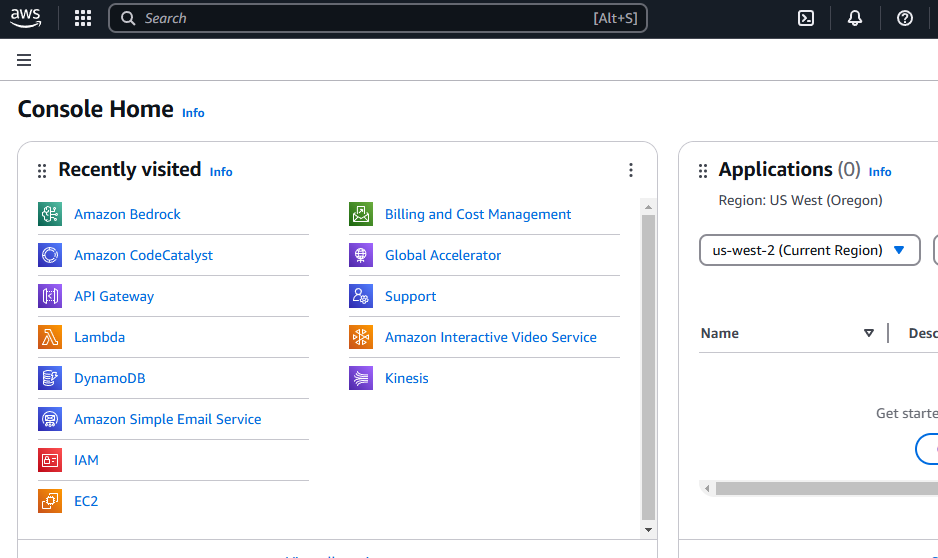 aws
Search [Alt+S]
Console Home Info
Recently visited Info
Amazon Bedrock
Amazon CodeCatalyst
API Gateway
Lambda
DynamoDB
Amazon Simple Email Service
IAM
EC2
Billing and Cost Management
Global Accelerator
Support
Amazon Interactive Video Service
Kinesis
Applications (0) Info
Region: US West (Oregon)
us-west-2 (Current Region)
Name
Desc
Get starte